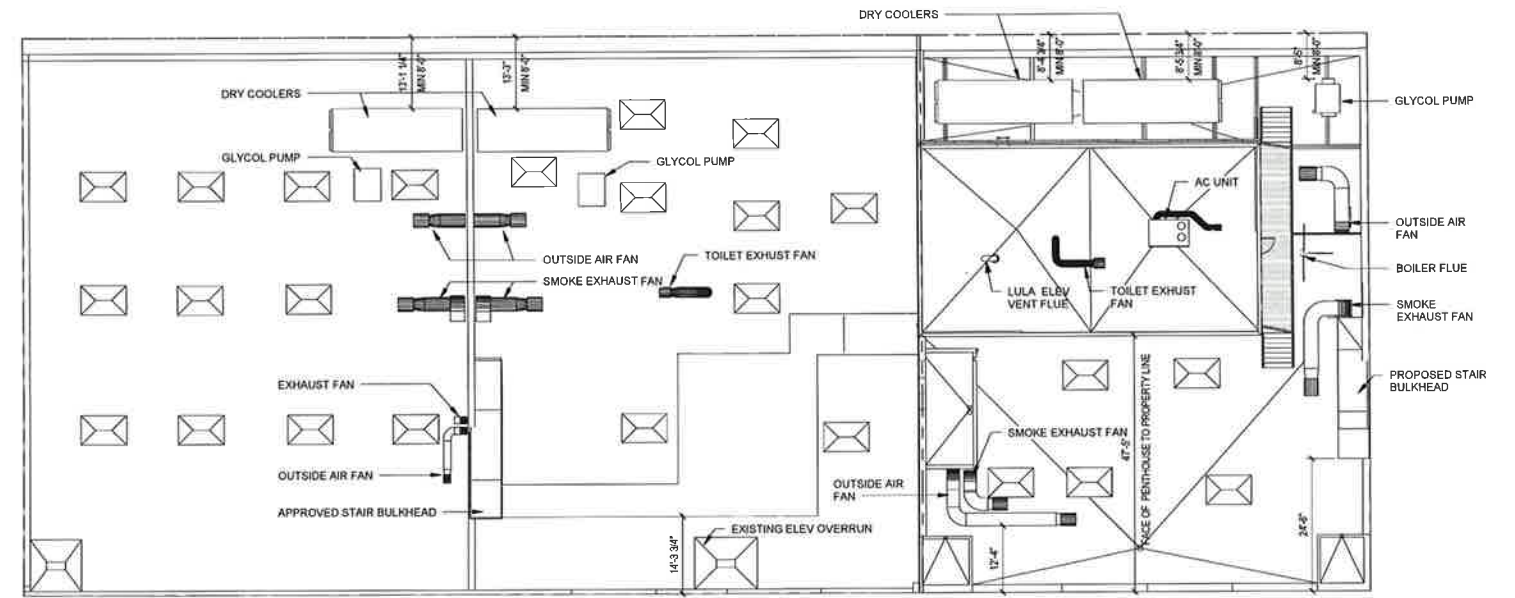 DRY COOLERS
13'-1 1/4"
MIN 8'-0"
13'-3"
MIN 8'-0"
8'-4 3/4"
MIN 8'-0"
8'-5 3/4"
MIN 8'-0"
8'-5"
MIN 8'-0"
DRY COOLERS
GLYCOL PUMP
GLYCOL PUMP
GLYCOL PUMP
AC UNIT
OUTSIDE AIR
FAN
OUTSIDE AIR FAN
TOILET EXHUST FAN
BOILER FLUE
SMOKE EXHAUST FAN
LULA ELEV
VENT FLUE
TOILET EXHUST
FAN
SMOKE
EXHAUST FAN
PROPOSED STAIR
BULKHEAD
EXHAUST FAN
SMOKE EXHAUST FAN
47'-5"
FACE OF PENTHOUSE TO PROPERTY LINE
OUTSIDE AIR FAN
OUTSIDE AIR
FAN
APPROVED STAIR BULKHEAD
EXISTING ELEV OVERRUN
14'-3 3/4"
12'-4"
24'-6"